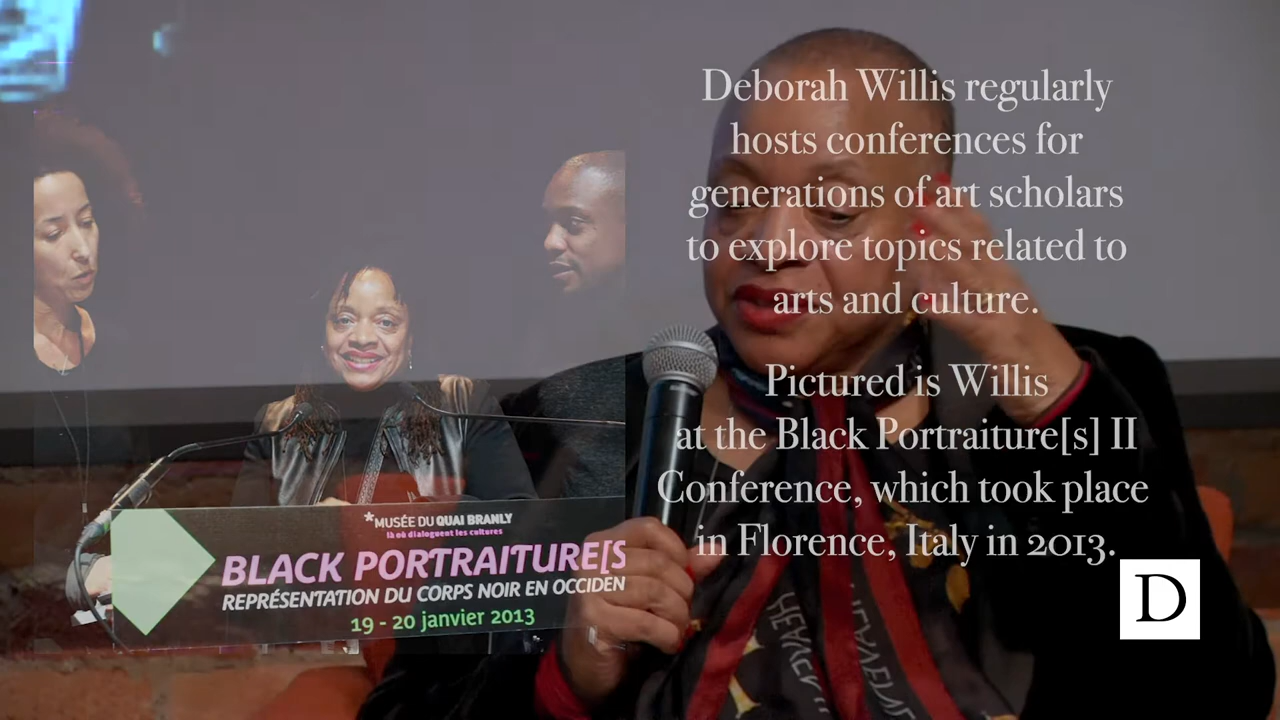 Deborah Willis regularly
hosts conferences for
generations of art scholars
to explore topics related to
arts and culture.
Pictured is Willis
at the Black Portraiture[s] II
Conference, which took place
in Florence, Italy in 2013.
D
*MUSÉE DU QUAI BRANLY
là où dialoguent les cultures
BLACK PORTRAITURE[S
REPRÉSENTATION DU CORPS NOIR EN OCCIDEN
19 - 20 janvier 2013